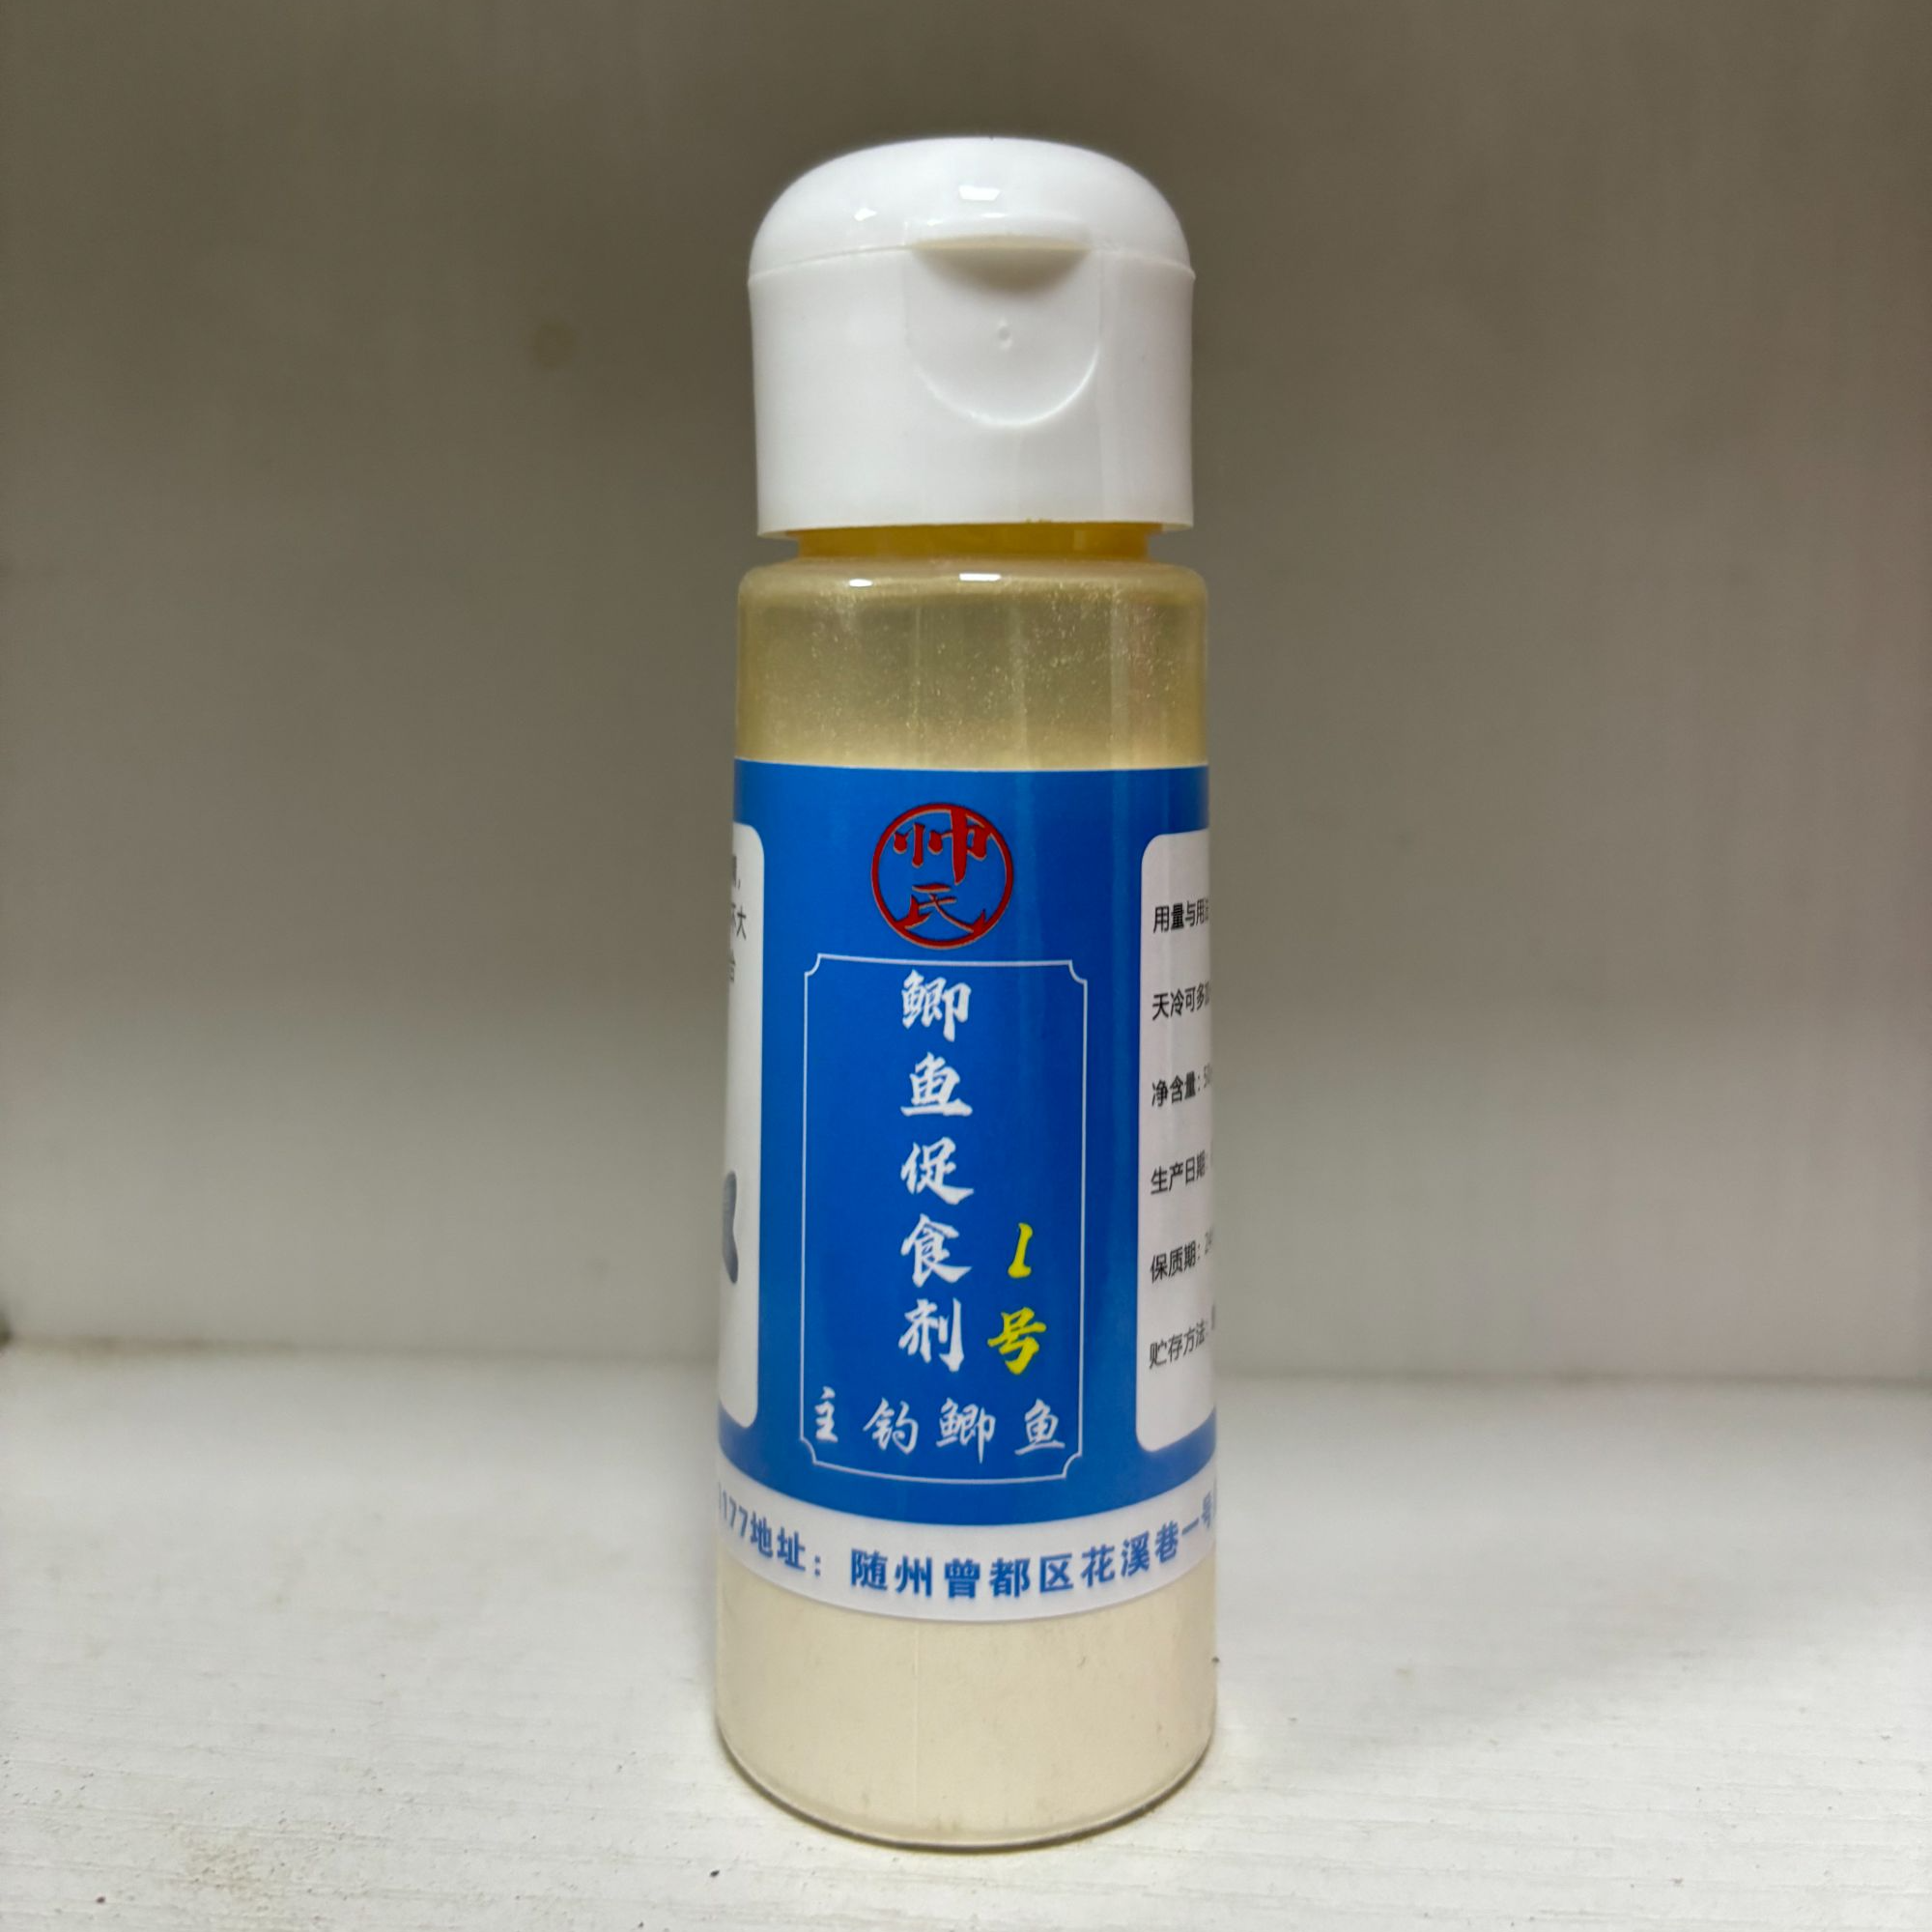 帅
氏
鲫鱼促食剂
1号
主钓鲫鱼
大
用量与用
天冷可多
净含量：
生产日期
保质期：
贮存方法：
177地址：随州曾都区花溪巷一号